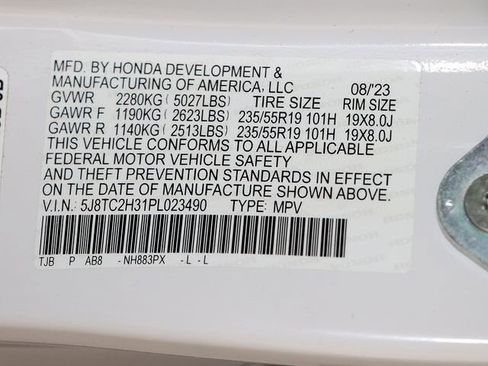 MFD. BY HONDA DEVELOPMENT &
MANUFACTURING OF AMERICA, LLC 08/'23
GVWR 2280KG (5027LBS) TIRE SIZE RIM SIZE
GAWR F 1190KG (2623LBS) 235/55R19 101H 19X8.0J
GAWR R 1140KG (2513LBS) 235/55R19 101H 19X8.0J
THIS VEHICLE CONFORMS TO ALL APPLICABLE
FEDERAL MOTOR VEHICLE SAFETY
AND THEFT PREVENTION STANDARDS IN EFFECT
ON THE DATE OF MANUFACTURE SHOWN ABOVE.
V.I.N.: 5J8TC2H31PL023490 TYPE: MPV
TJB P AB8 - NH883PX - L - L